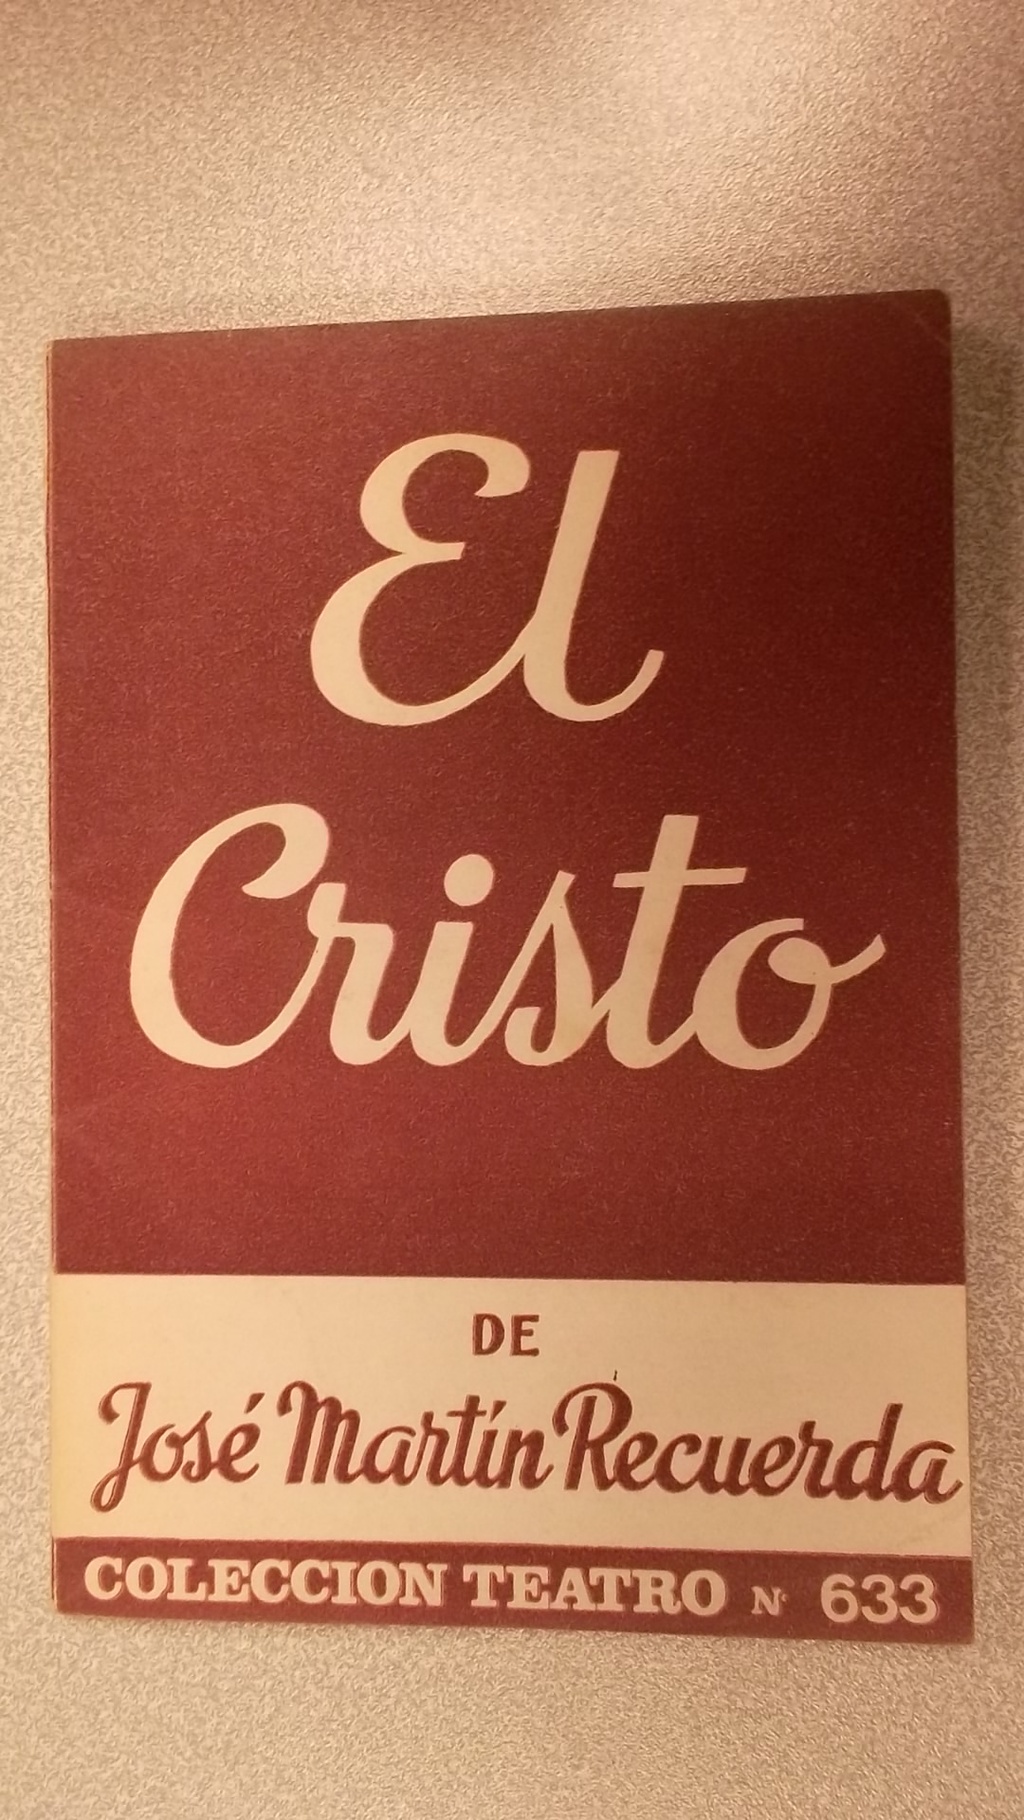 El
Cristo
DE
José Martín Recuerda
COLECCION TEATRO Nº 633